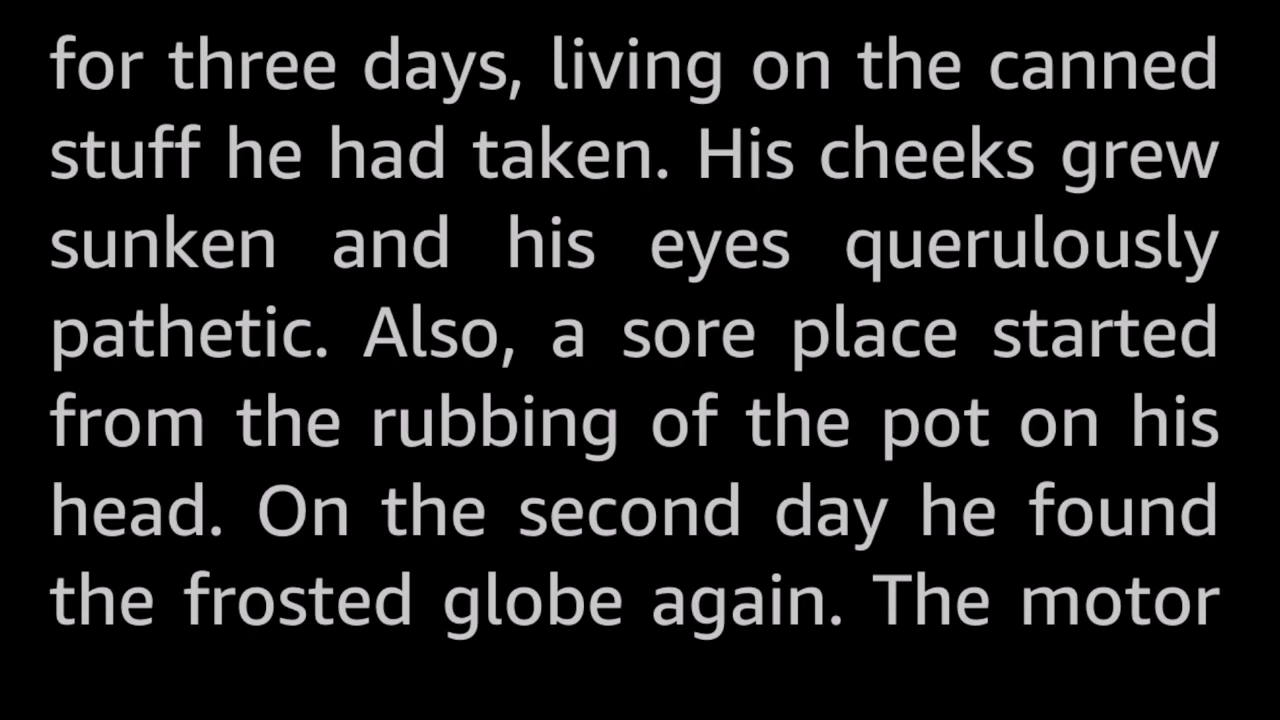 for three days, living on the canned
stuff he had taken. His cheeks grew
sunken and his eyes querulously
pathetic. Also, a sore place started
from the rubbing of the pot on his
head. On the second day he found
the frosted globe again. The motor